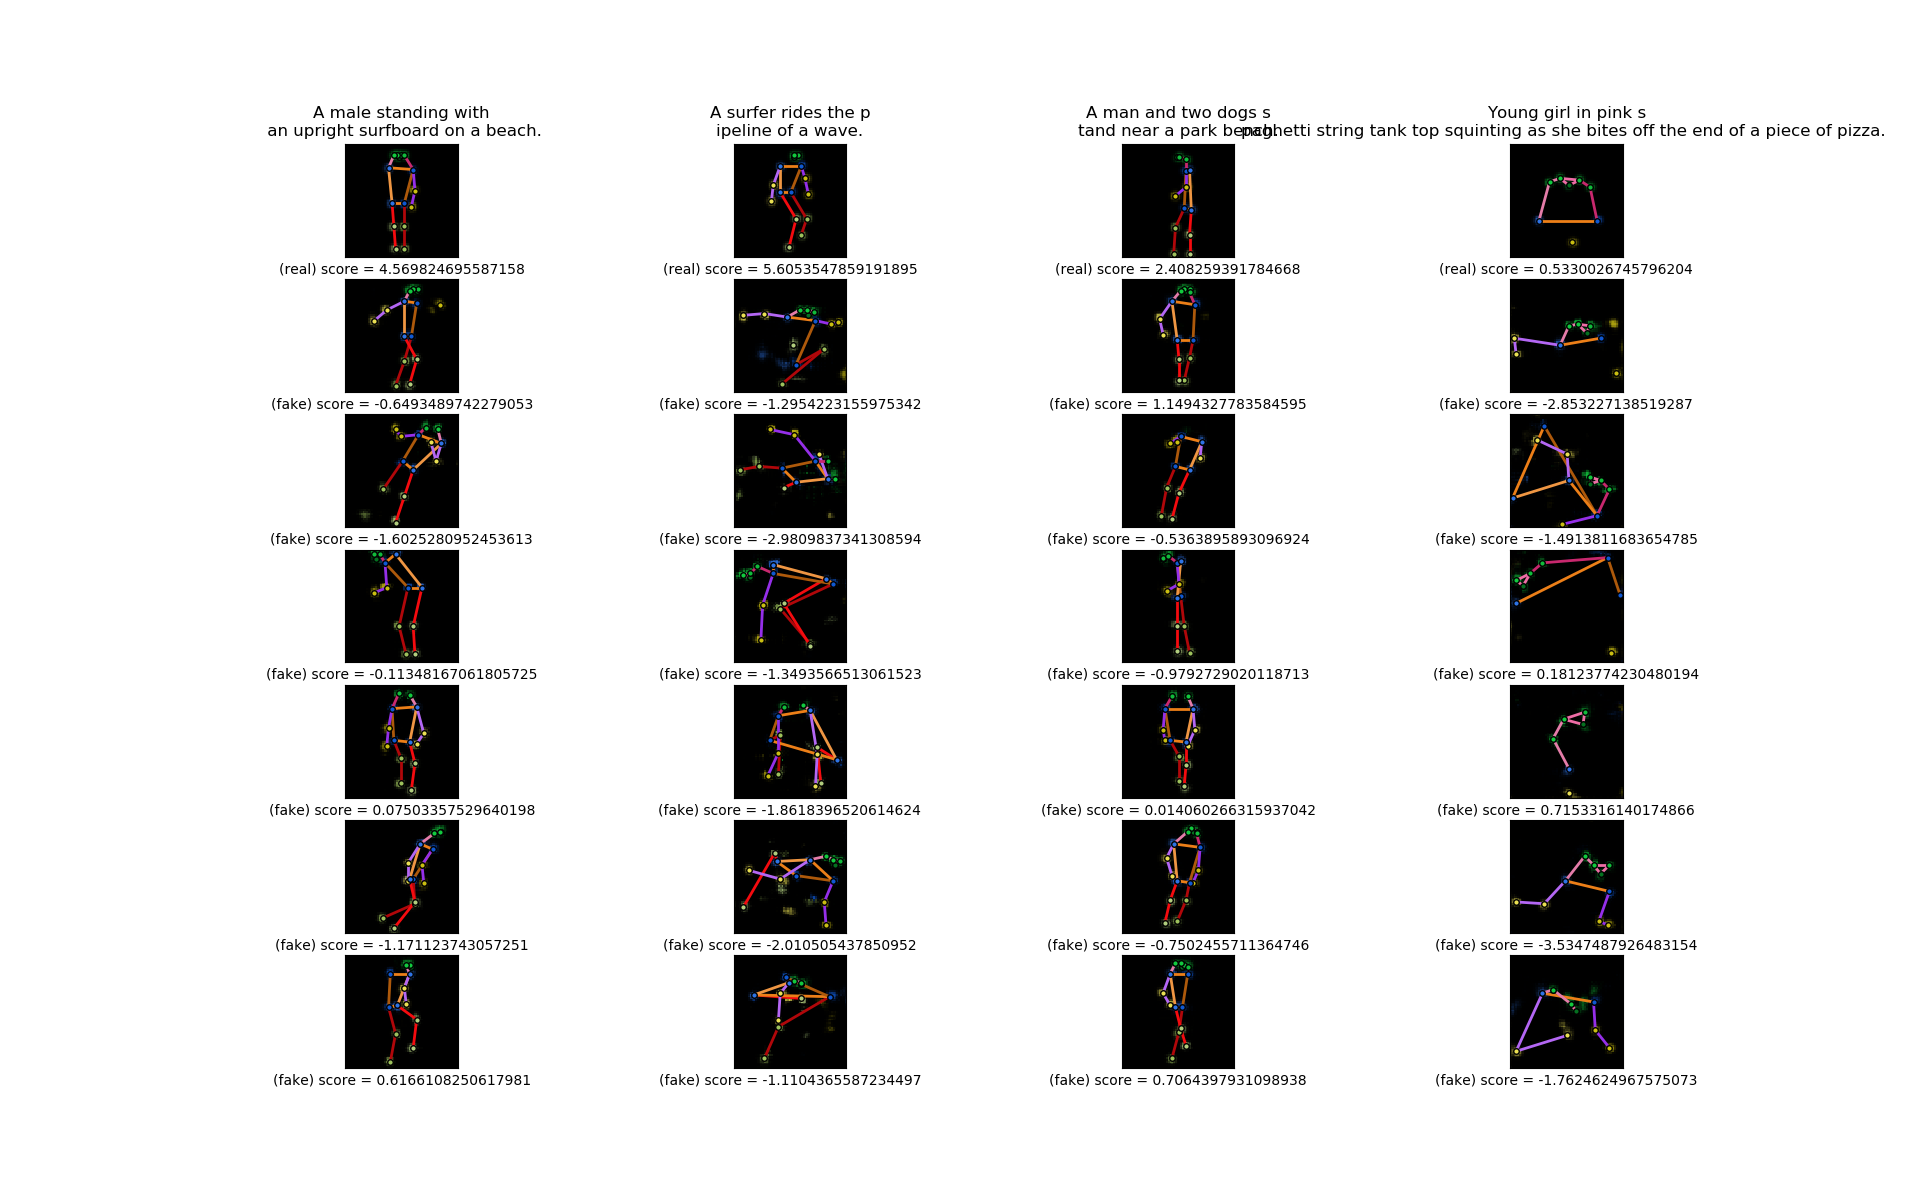 A male standing with
an upright surfboard on a beach.
A surfer rides the p
ipeline of a wave.
A man and two dogs s
tand near a park bench.
Young girl in pink s
paghetti string tank top squinting as she bites off the end of a piece of pizza.
(real) score = 4.569824695587158
(real) score = 5.6053547859191895
(real) score = 2.408259391784668
(real) score = 0.5330026745796204
(fake) score = -0.6493489742279053
(fake) score = -1.2954223155975342
(fake) score = 1.1494327783584595
(fake) score = -2.853227138519287
(fake) score = -1.6025280952453613
(fake) score = -2.9809837341308594
(fake) score = -0.5363895893096924
(fake) score = -1.4913811683654785
(fake) score = -0.11348167061805725
(fake) score = -1.3493566513061523
(fake) score = -0.9792729020118713
(fake) score = 0.18123774230480194
(fake) score = 0.07503357529640198
(fake) score = -1.8618396520614624
(fake) score = 0.014060266315937042
(fake) score = 0.7153316140174866
(fake) score = -1.171123743057251
(fake) score = -2.010505437850952
(fake) score = -0.7502455711364746
(fake) score = -3.5347487926483154
(fake) score = 0.6166108250617981
(fake) score = -1.1104365587234497
(fake) score = 0.7064397931098938
(fake) score = -1.7624624967575073